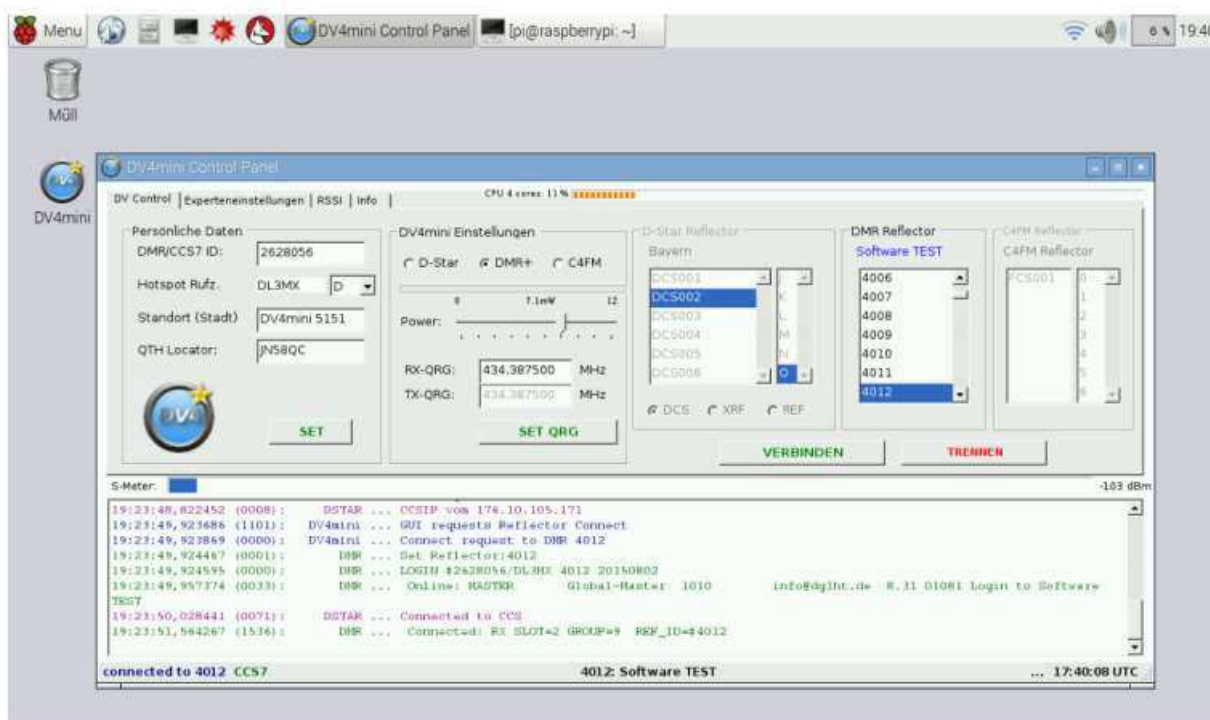 Menu DV4mini Control Panel [pi@raspberrypi: ~] 6 % 19:40
Müll
DV4mini
DV4mini Control Panel
DV Control Experteneinstellungen RSSI Info CPU 4 cores: 11 %
Personliche Daten
DMR/CCS7 ID: 2628056
Hotspot Rufz. DL3MX D
Standort (Stadt) DV4mini 5151
QTH Locator: JN58QC
DV4
SET
DV4mini Einstellungen
D-Star DMR+ C4FM
0 7.1mW 12
Power:
RX-QRG: 434.387500 MHz
TX-QRG: 434.387500 MHz
SET QRG
D-Star Reflector
Bayern
DCS001
DCS002 K
DCS003 L
DCS004 M
DCS005 N
DCS006 O
DCS XRF REF
DMR Reflector
Software TEST
4006
4007
4008
4009
4010
4011
4012
C4FM Reflector
C4FM Reflector
FCS001 0
1
2
3
4
5
6
VERBINDEN TRENNEN
S-Meter: -103 dBm
19:23:48,822452 (0008): DSTAR ... CCSIP vom 176.10.105.171
19:23:49,923686 (1101): DV4mini ... GUI requests Reflector Connect
19:23:49,923869 (0000): DV4mini ... Connect request to DMR 4012
19:23:49,924467 (0001): DMR ... Set Reflector:4012
19:23:49,924595 (0000): DMR ... LOGIN #2628056/DL3MX 4012 20150802
19:23:49,957374 (0033): DMR ... Online: MASTER Global-Master 1010 info@dg1ht.de 8.31 01081 Login to Software
TEST
19:23:50,028441 (0071): DSTAR ... Connected to CCS
19:23:51,564267 (1536): DMR ... Connected: RX SLOT=2 GROUP=9 REF_ID=#4012
connected to 4012 CCS7 4012: Software TEST ... 17:40:08 UTC